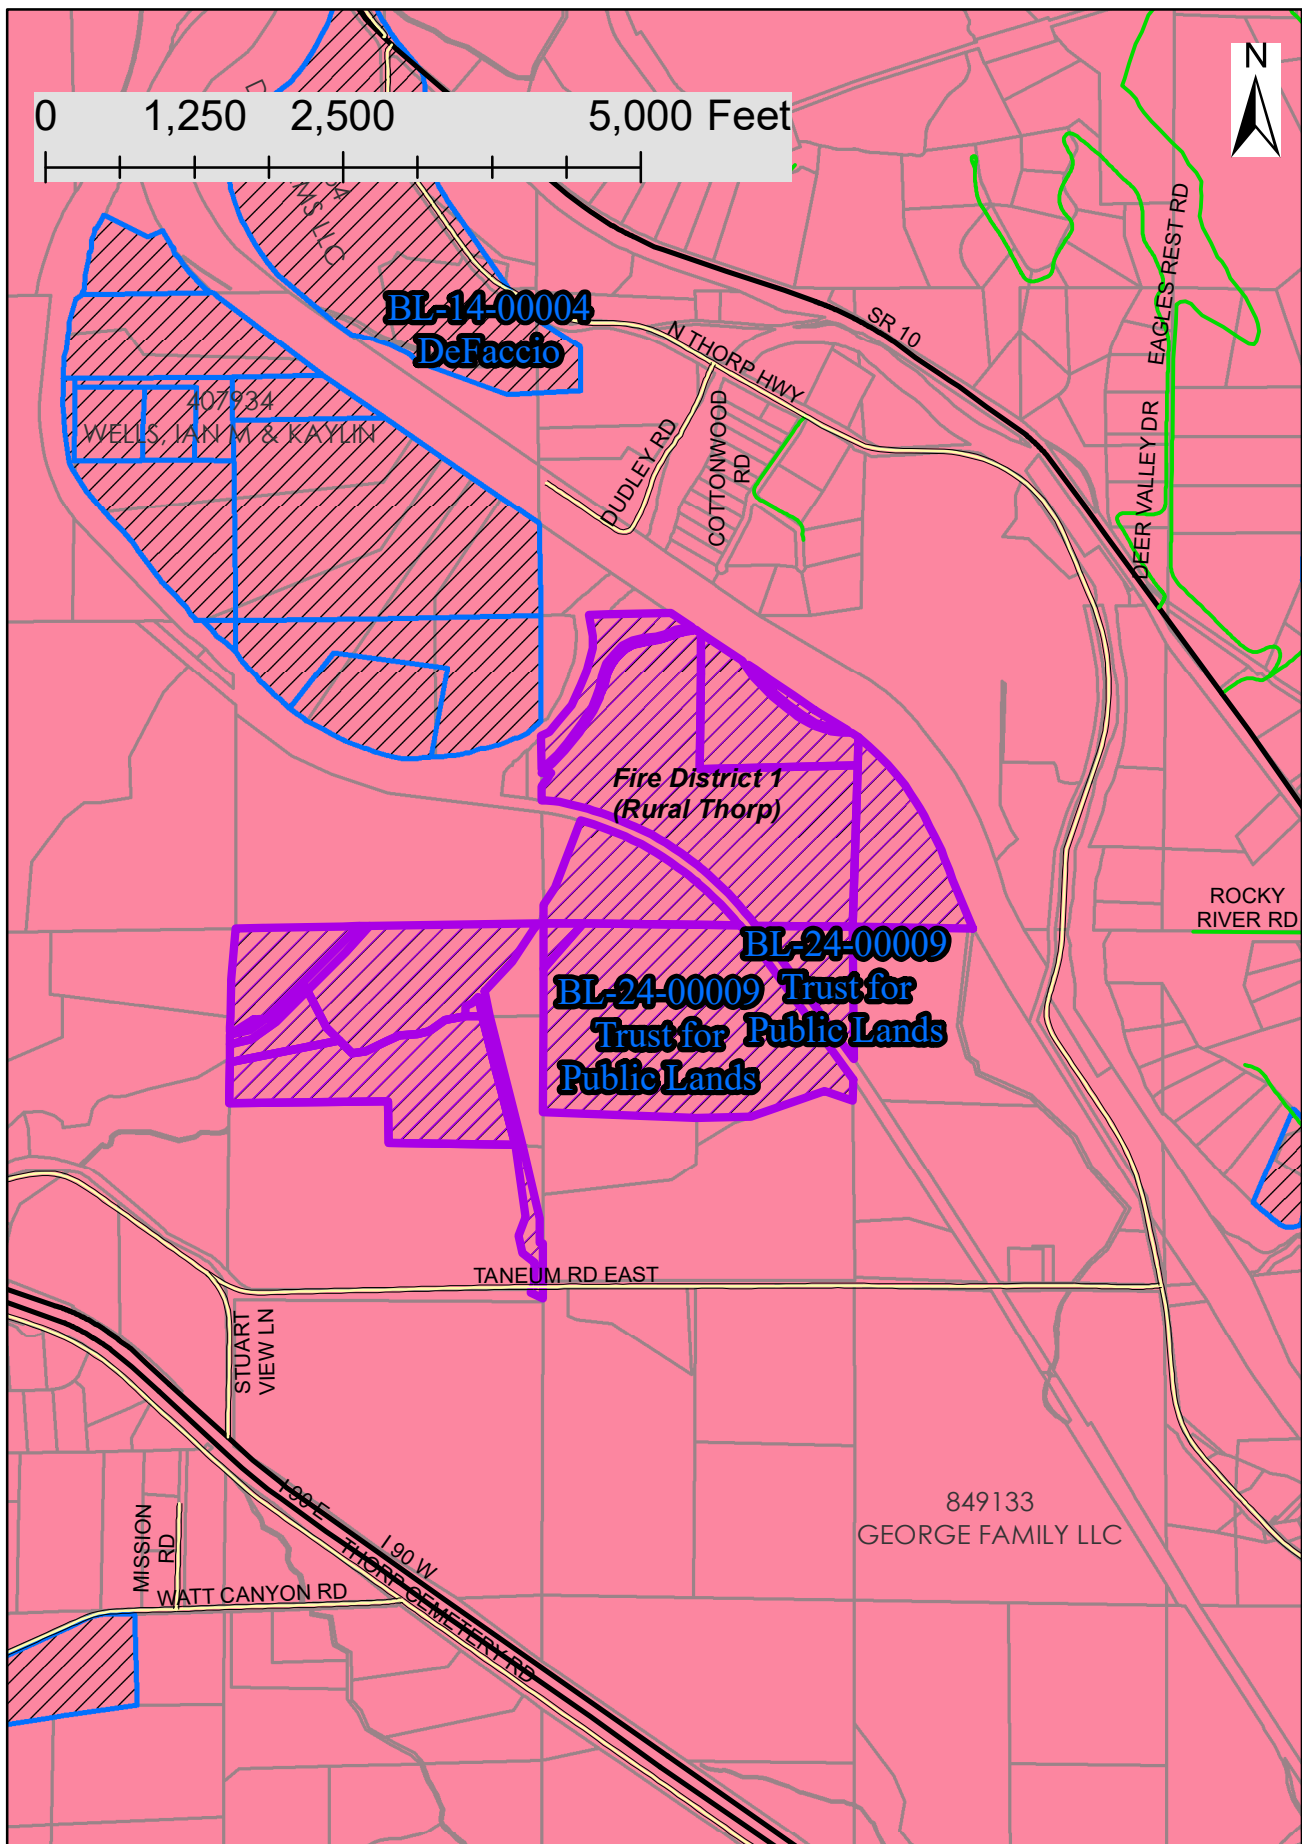 N
0 1,250 2,500 5,000 Feet
LLC
BL-14-00004
DeFaccio
SR 10
N THORP HWY
EAGLES REST RD
407934
WELLS, IAN M & KAYLIN
DUDLEY RD
COTTONWOOD
RD
DEER VALLEY DR
Fire District 1
(Rural Thorp)
ROCKY
RIVER RD
BL-24-00009
Trust for
Public Lands
BL-24-00009
Trust for
Public Lands
TANEUM RD EAST
STUART
VIEW LN
I 90 E
I 90 W
849133
GEORGE FAMILY LLC
MISSION
RD
THORP CEMETERY RD
WATT CANYON RD